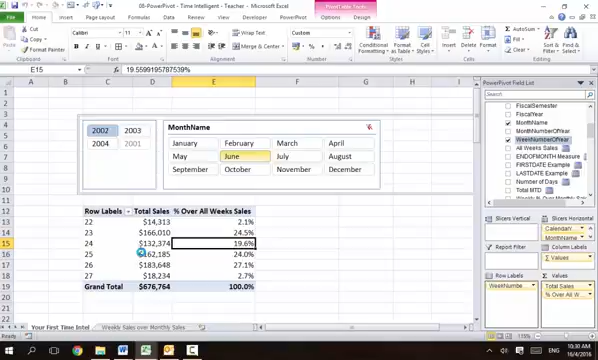 08-PowerPivot - Time Intelligent - Teacher - Microsoft Excel
PivotTable Tools
File
Home
Insert
Page Layout
Formulas
Data
Review
View
Developer
PowerPivot
Options
Design
Cut
Copy
Format Painter
Clipboard
Calibri
11
Font
Wrap Text
Merge & Center
Alignment
Percentage
Number
Conditional Formatting
Format as Table
Cell Styles
Styles
Insert
Delete
Format
Cells
AutoSum
Fill
Clear
Sort & Filter
Find & Select
Editing
E15
19.5599195787539%
A B C D E F G H I
PowerPivot Field List
Search
FiscalSemester
FiscalYear
MonthName
MonthNumberOfYear
WeekNumberOfYear
All Weeks Sales
ENDOFMONTH Measure
FIRSTDATE Example
LASTDATE Example
Number of Days
Total MTD
Slicers Vertical
Slicers Horizontal
CalendarY...
MonthName
Report Filter
Column Labels
Σ Values
Row Labels
Σ Values
WeekNumbe...
Total Sales
% Over All W...
2002 2003
2004 2001
MonthName
January February March April
May June July August
September October November December
Row Labels Total Sales % Over All Weeks Sales
22 $14,313 2.1%
23 $166,010 24.5%
24 $132,374 19.6%
25 $162,185 24.0%
26 $183,648 27.1%
27 $18,234 2.7%
Grand Total $676,764 100.0%
Your First Time Intel
Weekly Sales over Monthly Sales
Ready
115%
ENG
10:30 AM
16/4/2016